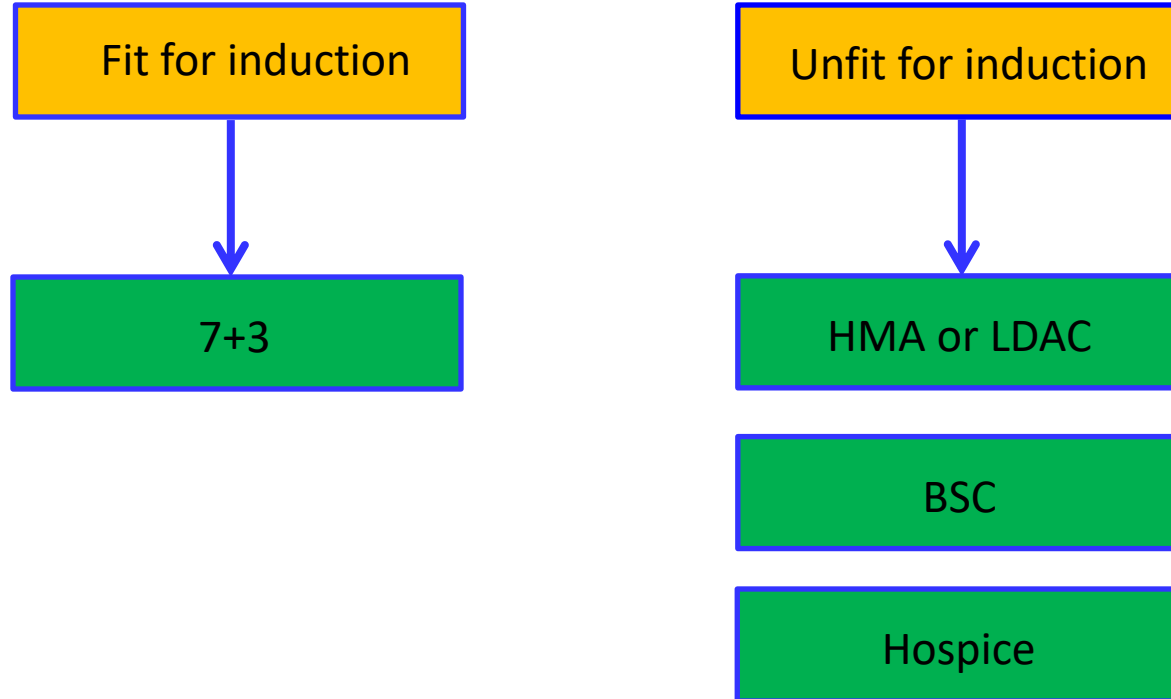 Fit for induction
Unfit for induction
7+3
HMA or LDAC
BSC
Hospice